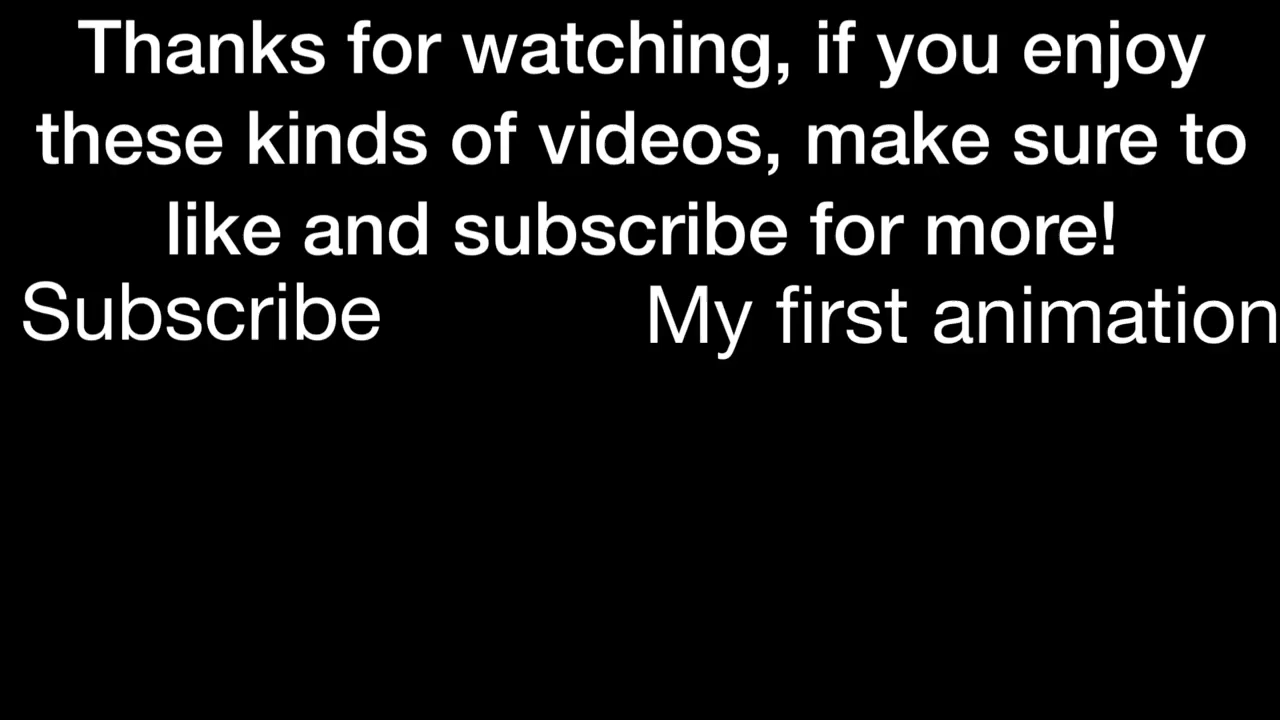 Thanks for watching, if you enjoy
these kinds of videos, make sure to
like and subscribe for more!
Subscribe
My first animation